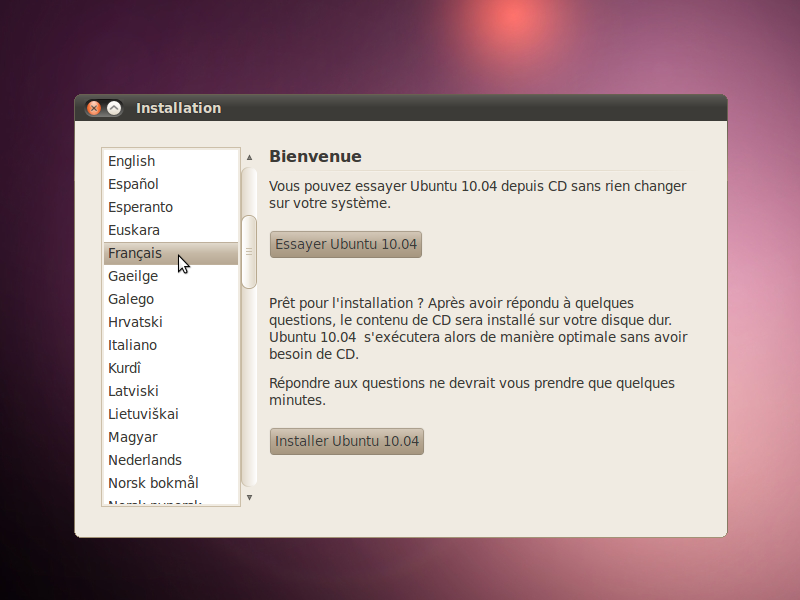 Installation
English
Español
Esperanto
Euskara
Français
Gaeilge
Galego
Hrvatski
Italiano
Kurdî
Latviski
Lietuviškai
Magyar
Nederlands
Norsk bokmål
Bienvenue
Vous pouvez essayer Ubuntu 10.04 depuis CD sans rien changer
sur votre système.
Essayer Ubuntu 10.04
Prêt pour l'installation ? Après avoir répondu à quelques
questions, le contenu de CD sera installé sur votre disque dur.
Ubuntu 10.04  s'exécutera alors de manière optimale sans avoir
besoin de CD.
Répondre aux questions ne devrait vous prendre que quelques
minutes.
Installer Ubuntu 10.04